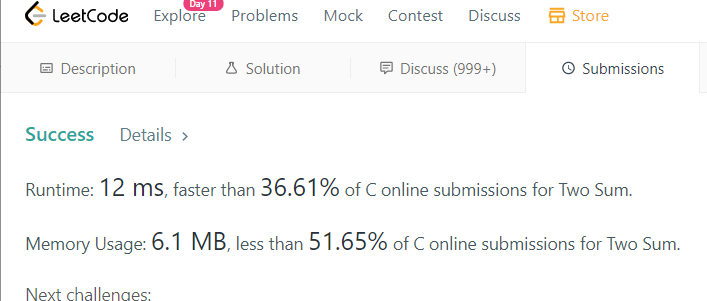 Day 11
LeetCode Explore Problems Mock Contest Discuss Store
Description Solution Discuss (999+) Submissions
Success Details >
Runtime: 12 ms, faster than 36.61% of C online submissions for Two Sum.
Memory Usage: 6.1 MB, less than 51.65% of C online submissions for Two Sum.
Next challenges: